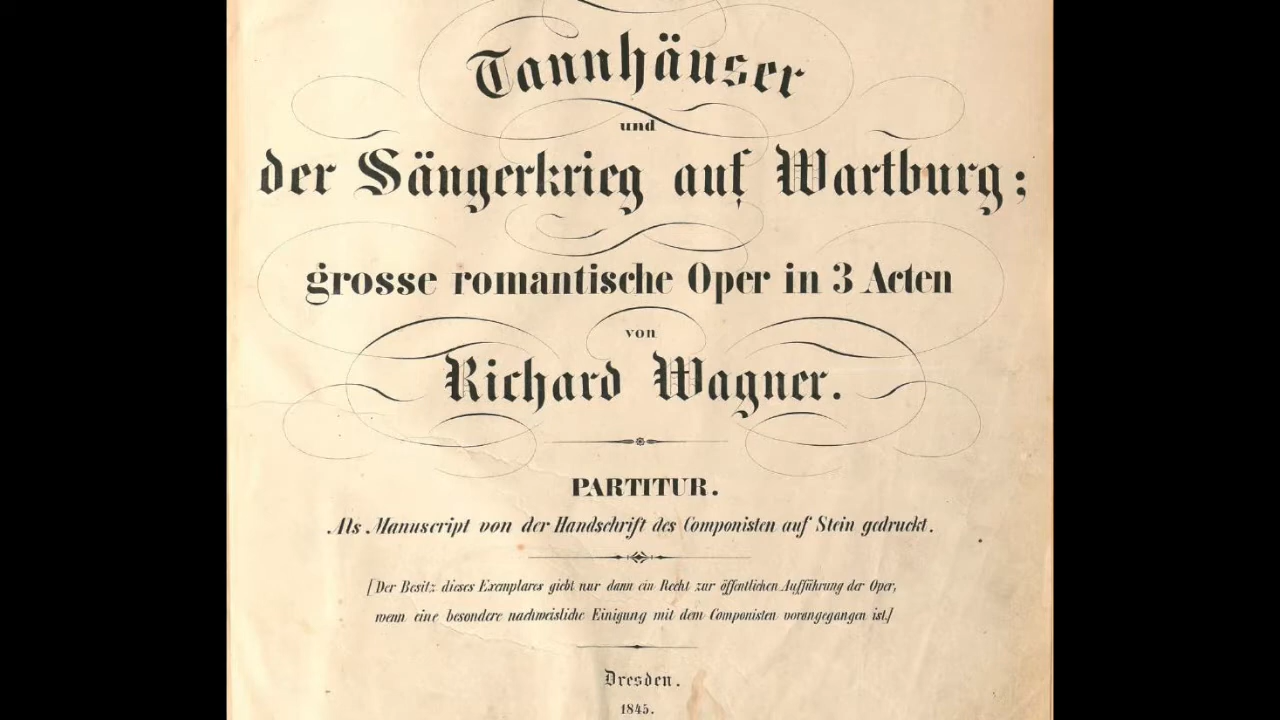 Tannhäuser
und
der Sängerkrieg auf Wartburg;
grosse romantische Oper in 3 Acten
von
Richard Wagner.
PARTITUR.
Als Manuscript von der Handschrift des Componisten auf Stein gedruckt.
[Der Besitz dieses Exemplares giebt nur dann ein Recht zur öffentlichen Aufführung der Oper,
wenn eine besondere nachweisliche Einigung mit dem Componisten vorangegangen ist.]
Dresden.
1845.